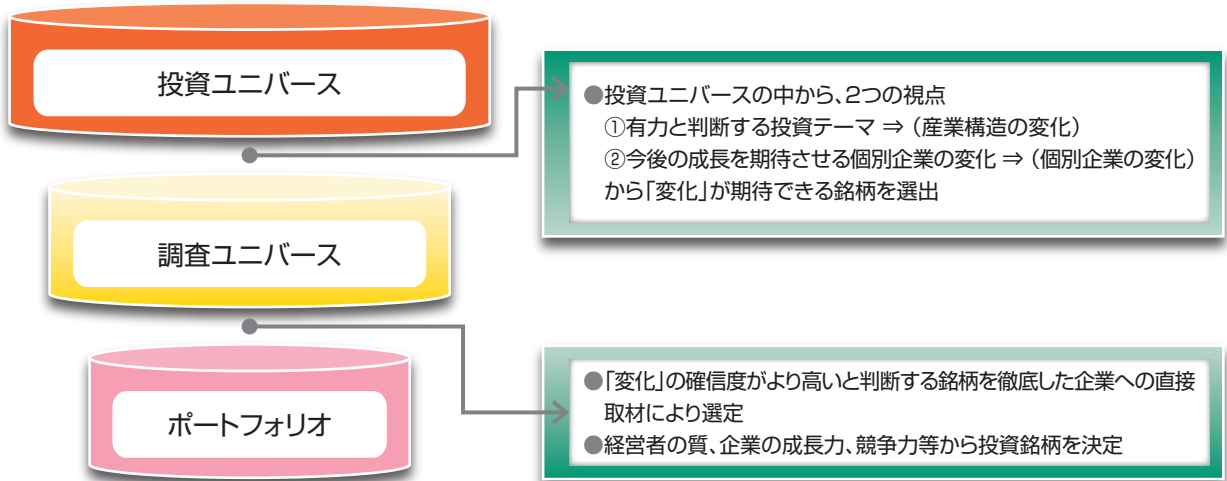 投資ユニバース
●投資ユニバースの中から、2つの視点
①有力と判断する投資テーマ ⇒ (産業構造の変化)
②今後の成長を期待させる個別企業の変化 ⇒ (個別企業の変化)
から「変化」が期待できる銘柄を選出
調査ユニバース
ポートフォリオ
●「変化」の確信度がより高いと判断する銘柄を徹底した企業への直接
取材により選定
●経営者の質、企業の成長力、競争力等から投資銘柄を決定